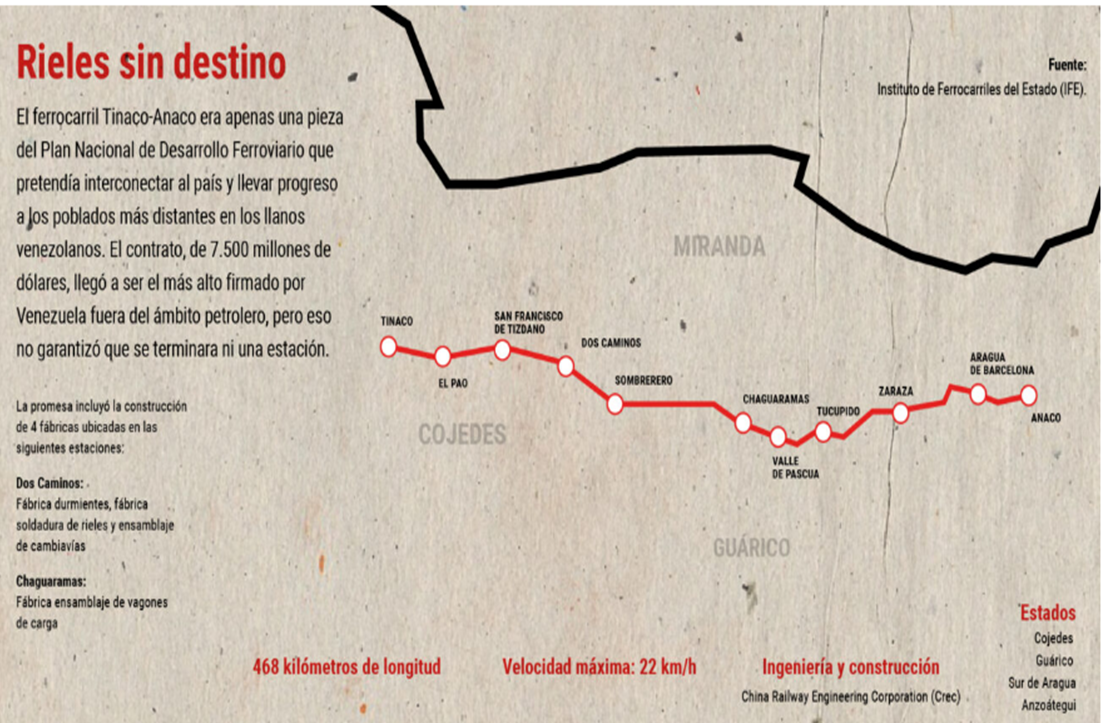 Rieles sin destino
El ferrocarril Tinaco-Anaco era apenas una pieza
del Plan Nacional de Desarrollo Ferroviario que
pretendía interconectar al país y llevar progreso
a los poblados más distantes en los llanos
venezolanos. El contrato, de 7.500 millones de
dólares, llegó a ser el más alto firmado por
Venezuela fuera del ámbito petrolero, pero eso
no garantizó que se terminara ni una estación.
La promesa incluyó la construcción
de 4 fábricas ubicadas en las
siguientes estaciones:
Dos Caminos:
Fábrica durmientes, fábrica
soldadura de rieles y ensamblaje
de cambiavías
Chaguaramas:
Fábrica ensamblaje de vagones
de carga
Fuente:
Instituto de Ferrocarriles del Estado (IFE).
MIRANDA
TINACO
EL PAO
SAN FRANCISCO
DE TIZDANO
DOS CAMINOS
SOMBRERERO
CHAGUARAMAS
VALLE
DE PASCUA
TUCUPIDO
ZARAZA
ARAGUA
DE BARCELONA
ANACO
COJEDES
GUÁRICO
468 kilómetros de longitud
Velocidad máxima: 22 km/h
Ingeniería y construcción
China Railway Engineering Corporation (Crec)
Estados
Cojedes
Guárico
Sur de Aragua
Anzoátegui